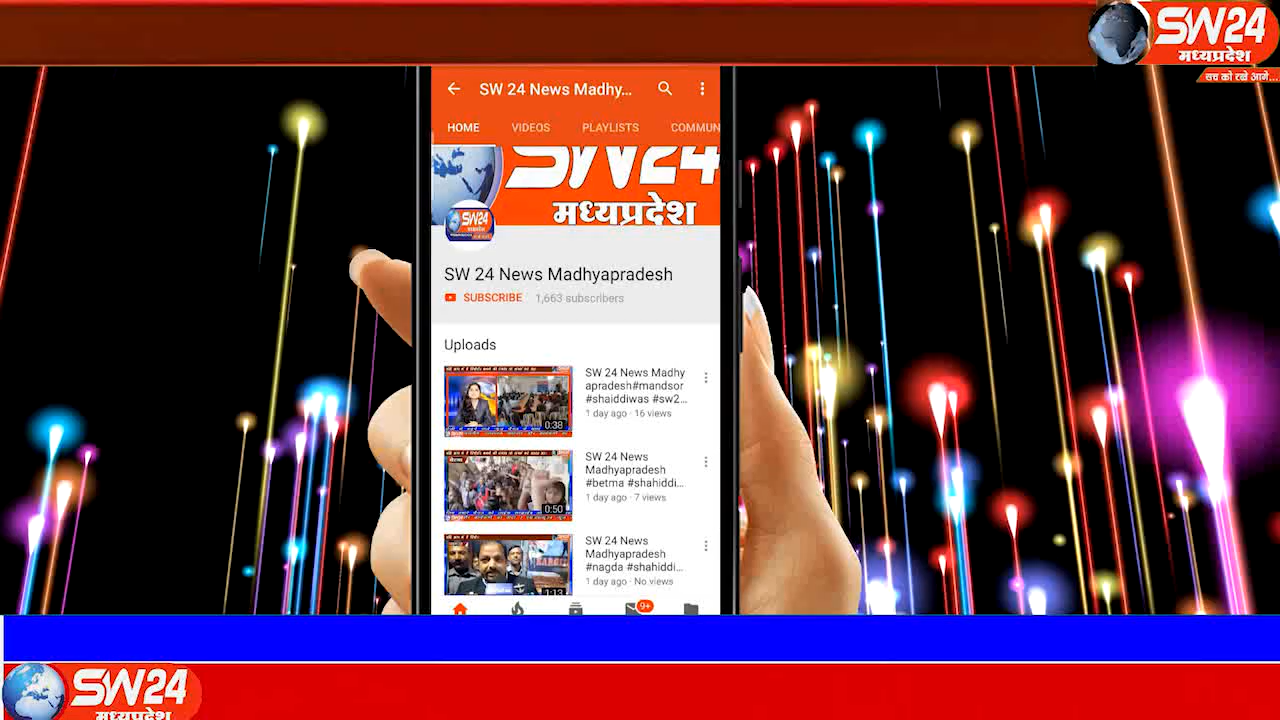 SW24
मध्यप्रदेश
सच को रखे आगे...
SW 24 News Madhy...
HOME VIDEOS PLAYLISTS COMMUN
SW24
मध्यप्रदेश
SW24
SW 24 News Madhyapradesh
SUBSCRIBE 1,663 subscribers
Uploads
SW 24 News Madhy
apradesh#mandsor
#shaiddiwas #sw2...
1 day ago · 16 views
0:38
SW 24 News
Madhyapradesh
#betma #shahiddi...
1 day ago · 7 views
0:50
SW 24 News
Madhyapradesh
#nagda #shahiddi...
1 day ago · No views
1:13
9+
SW24
मध्यप्रदेश